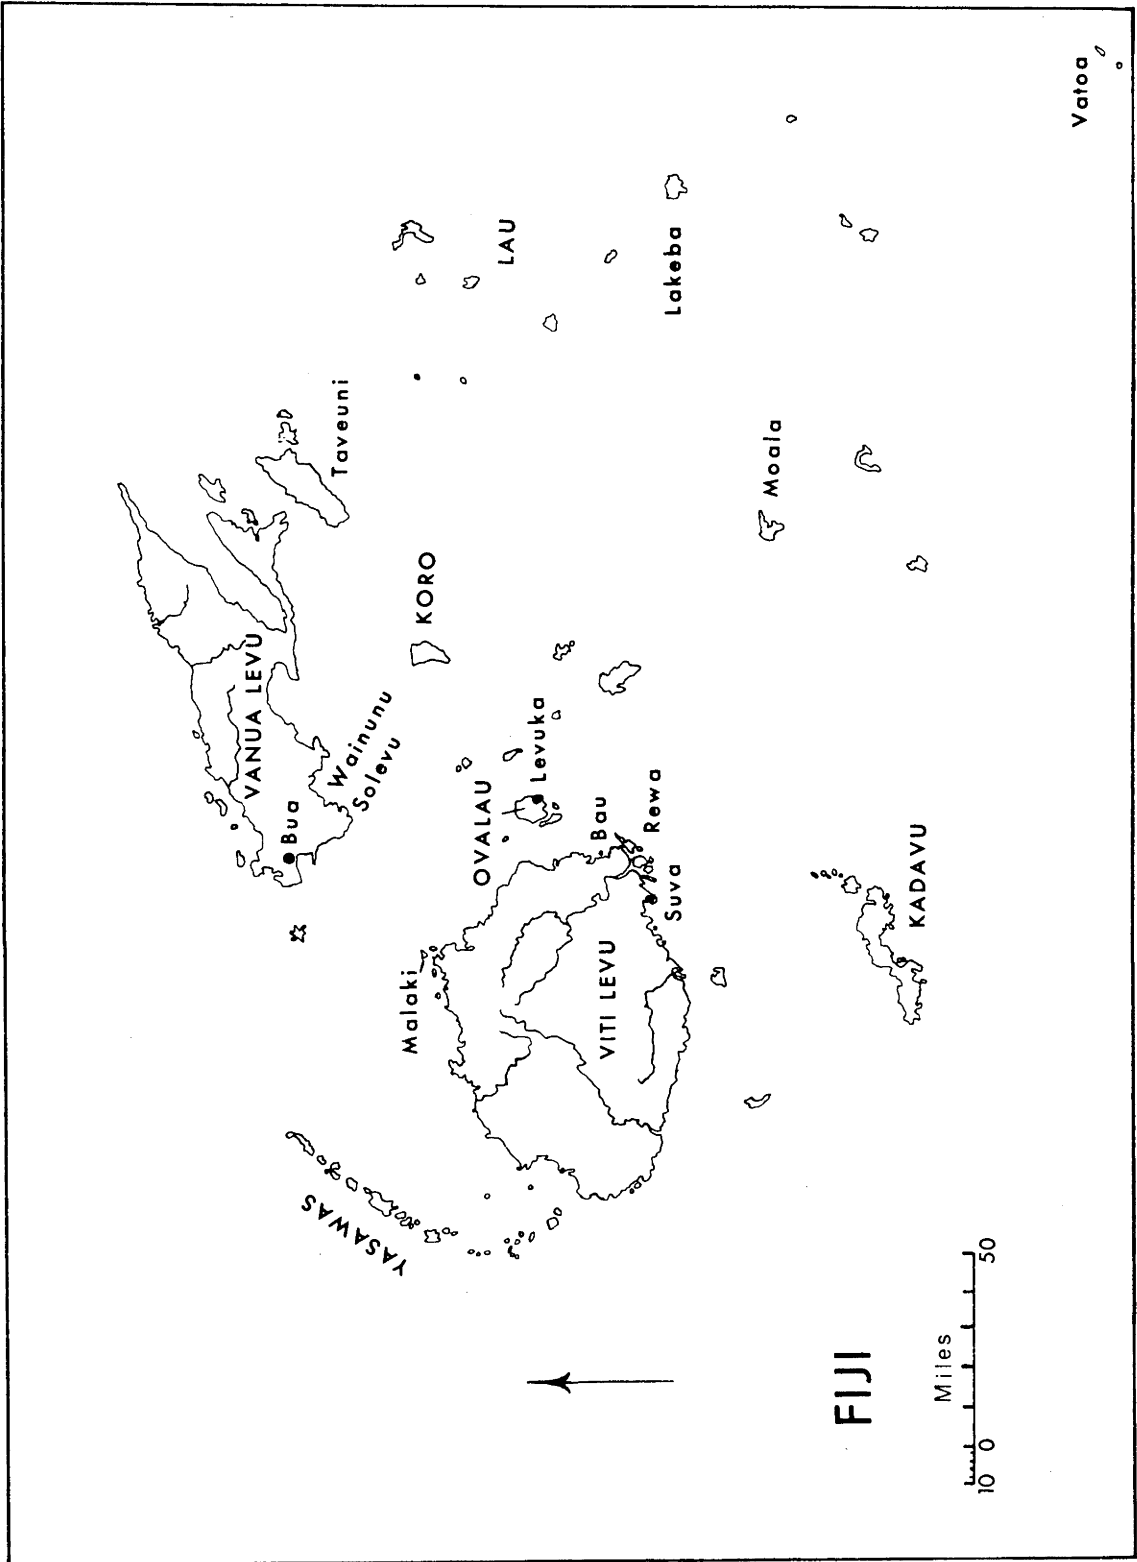 VANUA LEVU
Bua
Taveuni
YASAWAS
Wainunu
Solevu
Malaki
KORO
OVALAU
LAU
Levuka
Bau
VITI LEVU
Rewa
Suva
Lakeba
Moala
FIJI
KADAVU
Miles
10 0 50
Vatoa